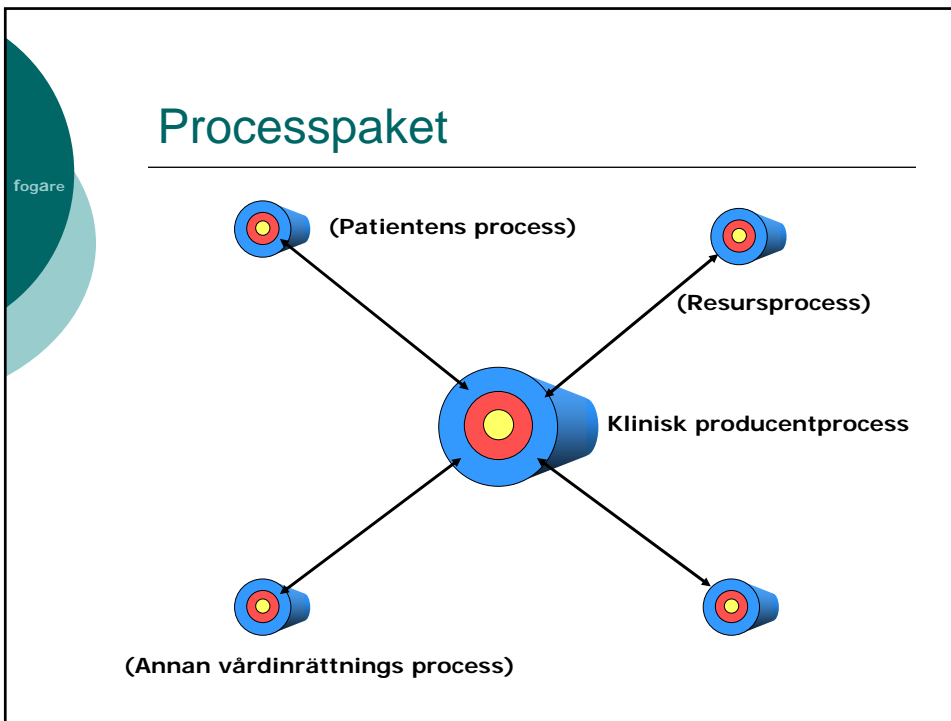 Processpaket
fogare
(Patientens process)
(Resursprocess)
Klinisk producentprocess
(Annan vårdinrättnings process)